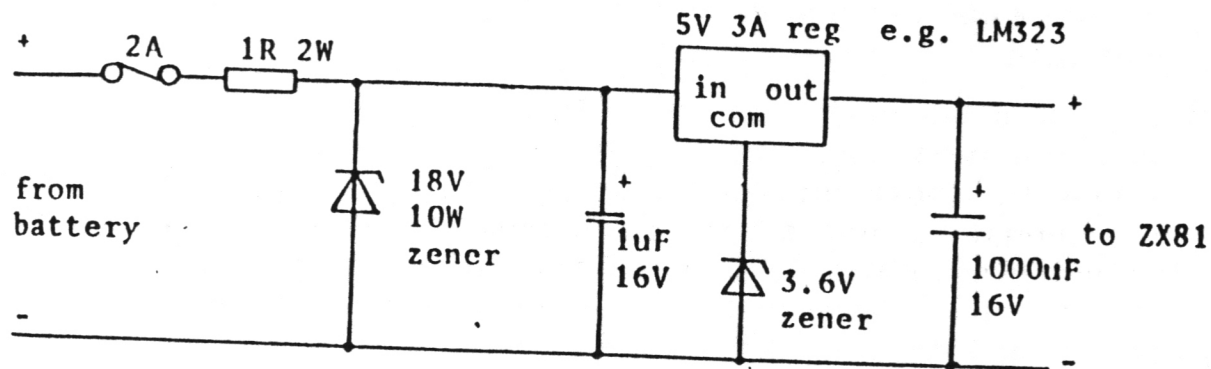 5V 3A reg e.g. LM323
+
2A
1R 2W
in out
com
+
from
battery
18V
10W
zener
+
1uF
16V
3.6V
zener
+
1000uF
16V
to ZX81
-
-